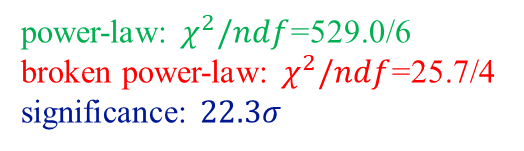 power-law: χ²/ndf=529.0/6
broken power-law: χ²/ndf=25.7/4
significance: 22.3σ